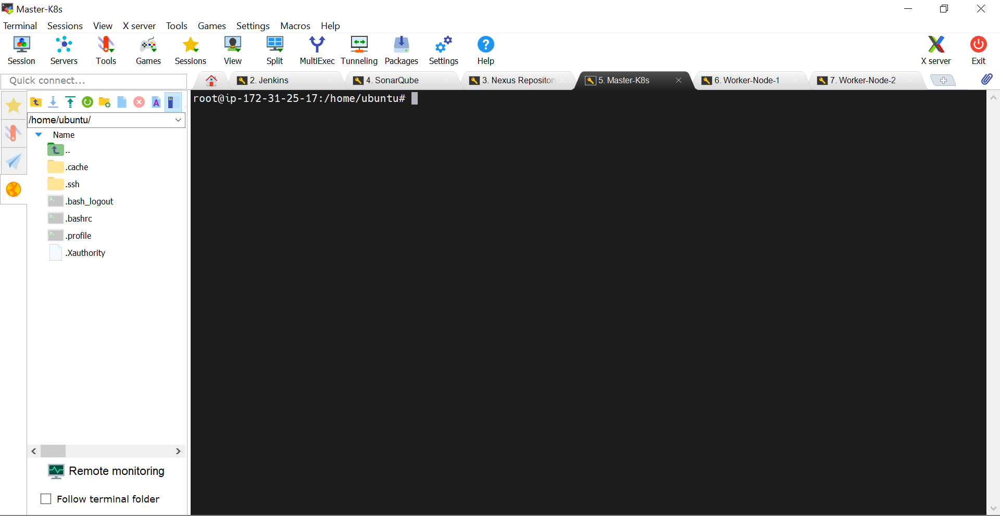 Master-K8s
Terminal Sessions View X server Tools Games Settings Macros Help
Session Servers Tools Games Sessions View Split MultiExec Tunneling Packages Settings Help X server Exit
Quick connect...
2. Jenkins 4. SonarQube 3. Nexus Repository 5. Master-K8s 6. Worker-Node-1 7. Worker-Node-2
root@ip-172-31-25-17:/home/ubuntu#
/home/ubuntu/
Name
..
.cache
.ssh
.bash_logout
.bashrc
.profile
.Xauthority
Remote monitoring
Follow terminal folder